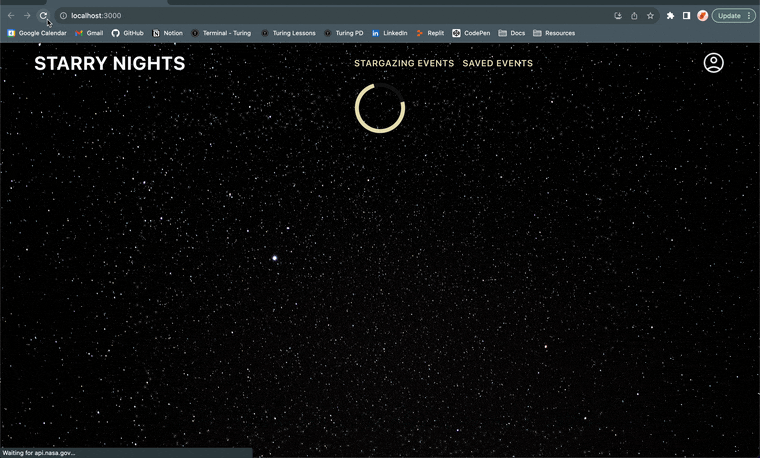 localhost:3000
Update
Google Calendar
Gmail
GitHub
Notion
Terminal - Turing
Turing Lessons
Turing PD
LinkedIn
Replit
CodePen
Docs
Resources
STARRY NIGHTS
STARGAZING EVENTS
SAVED EVENTS
Waiting for api.nasa.gov...